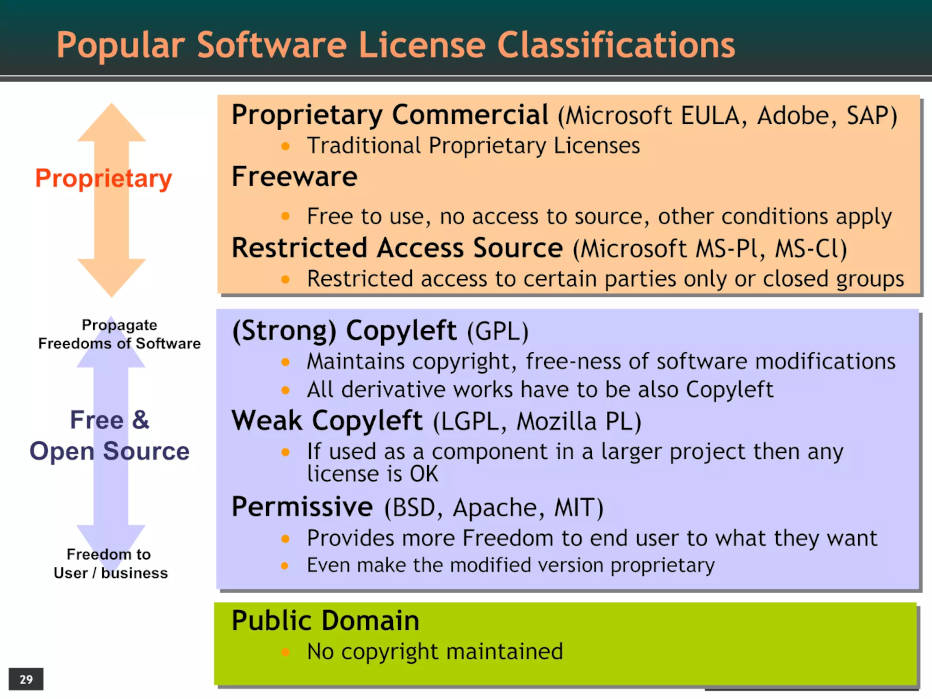 Popular Software License Classifications
Proprietary
Proprietary Commercial (Microsoft EULA, Adobe, SAP)
• Traditional Proprietary Licenses
Freeware
• Free to use, no access to source, other conditions apply
Restricted Access Source (Microsoft MS-Pl, MS-Cl)
• Restricted access to certain parties only or closed groups
Propagate
Freedoms of Software
Free &
Open Source
Freedom to
User / business
(Strong) Copyleft (GPL)
• Maintains copyright, free-ness of software modifications
• All derivative works have to be also Copyleft
Weak Copyleft (LGPL, Mozilla PL)
• If used as a component in a larger project then any
license is OK
Permissive (BSD, Apache, MIT)
• Provides more Freedom to end user to what they want
• Even make the modified version proprietary
Public Domain
• No copyright maintained
29